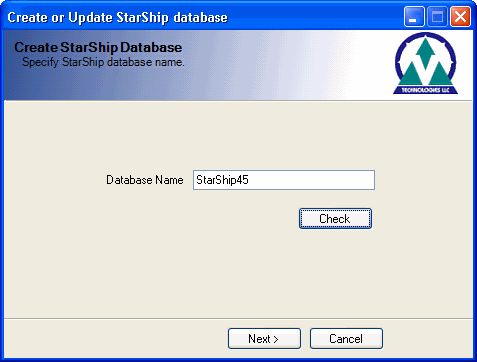 Create or Update StarShip database
Create StarShip Database
Specify StarShip database name.
TECHNOLOGIES LLC
Database Name
StarShip45
Check
Next >
Cancel